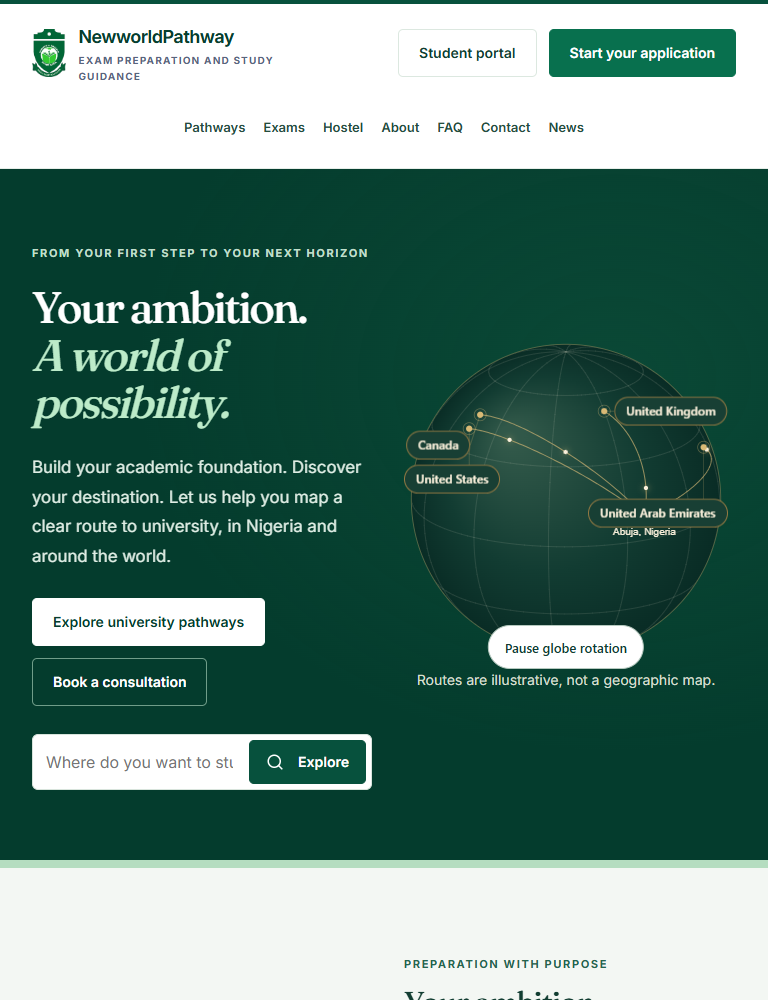 NewworldPathway
EXAM PREPARATION AND STUDY
GUIDANCE
Student portal
Start your application
Pathways Exams Hostel About FAQ Contact News
FROM YOUR FIRST STEP TO YOUR NEXT HORIZON
Your ambition.
A world of
possibility.
Build your academic foundation. Discover
your destination. Let us help you map a
clear route to university, in Nigeria and
around the world.
Explore university pathways
Book a consultation
Where do you want to stu
Explore
United Kingdom
Canada
United States
United Arab Emirates
Abuja, Nigeria
Pause globe rotation
Routes are illustrative, not a geographic map.
PREPARATION WITH PURPOSE
Your ambition